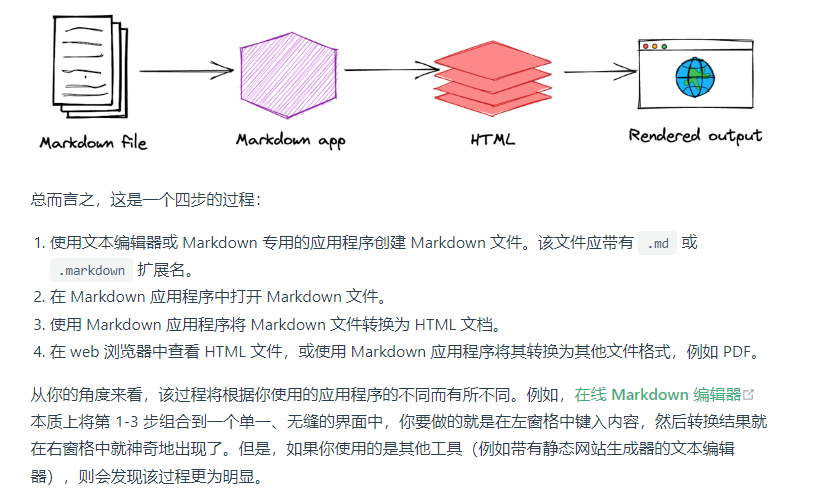 Markdown file
Markdown app
HTML
Rendered output
总而言之，这是一个四步的过程：
1. 使用文本编辑器或 Markdown 专用的应用程序创建 Markdown 文件。该文件应带有 .md 或
.markdown 扩展名。
2. 在 Markdown 应用程序中打开 Markdown 文件。
3. 使用 Markdown 应用程序将 Markdown 文件转换为 HTML 文档。
4. 在 web 浏览器中查看 HTML 文件，或使用 Markdown 应用程序将其转换为其他文件格式，例如 PDF。
从你的角度来看，该过程将根据你使用的应用程序的不同而有所不同。例如，在线 Markdown 编辑器
本质上将第 1-3 步组合到一个单一、无缝的界面中，你要做的就是在左窗格中键入内容，然后转换结果就
在右窗格中就神奇地出现了。但是，如果你使用的是其他工具（例如带有静态网站生成器的文本编辑
器），则会发现该过程更为明显。